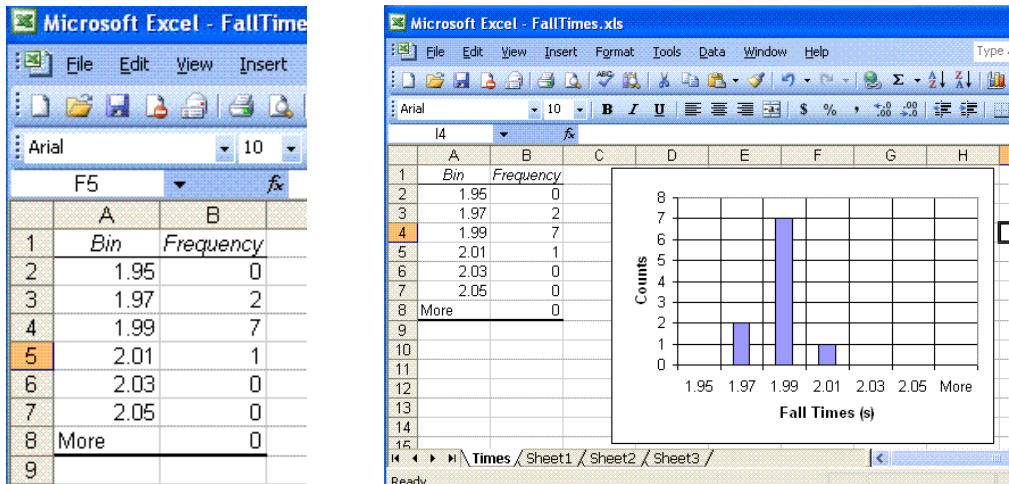 Microsoft Excel - FallTime
File Edit View Insert
Arial 10
F5 fx
A B
1 Bin Frequency
2 1.95 0
3 1.97 2
4 1.99 7
5 2.01 1
6 2.03 0
7 2.05 0
8 More 0
9
Microsoft Excel - FallTimes.xls
File Edit View Insert Format Tools Data Window Help Type
Arial 10 B I U $ % , .00 .00
I4 fx
A B C D E F G H
1 Bin Frequency
2 1.95 0
3 1.97 2
4 1.99 7
5 2.01 1
6 2.03 0
7 2.05 0
8 More 0
9
10
11
12
13
14
15
8
7
6
5
4
3
2
1
0
Counts
1.95 1.97 1.99 2.01 2.03 2.05 More
Fall Times (s)
Times Sheet1 Sheet2 Sheet3
Ready